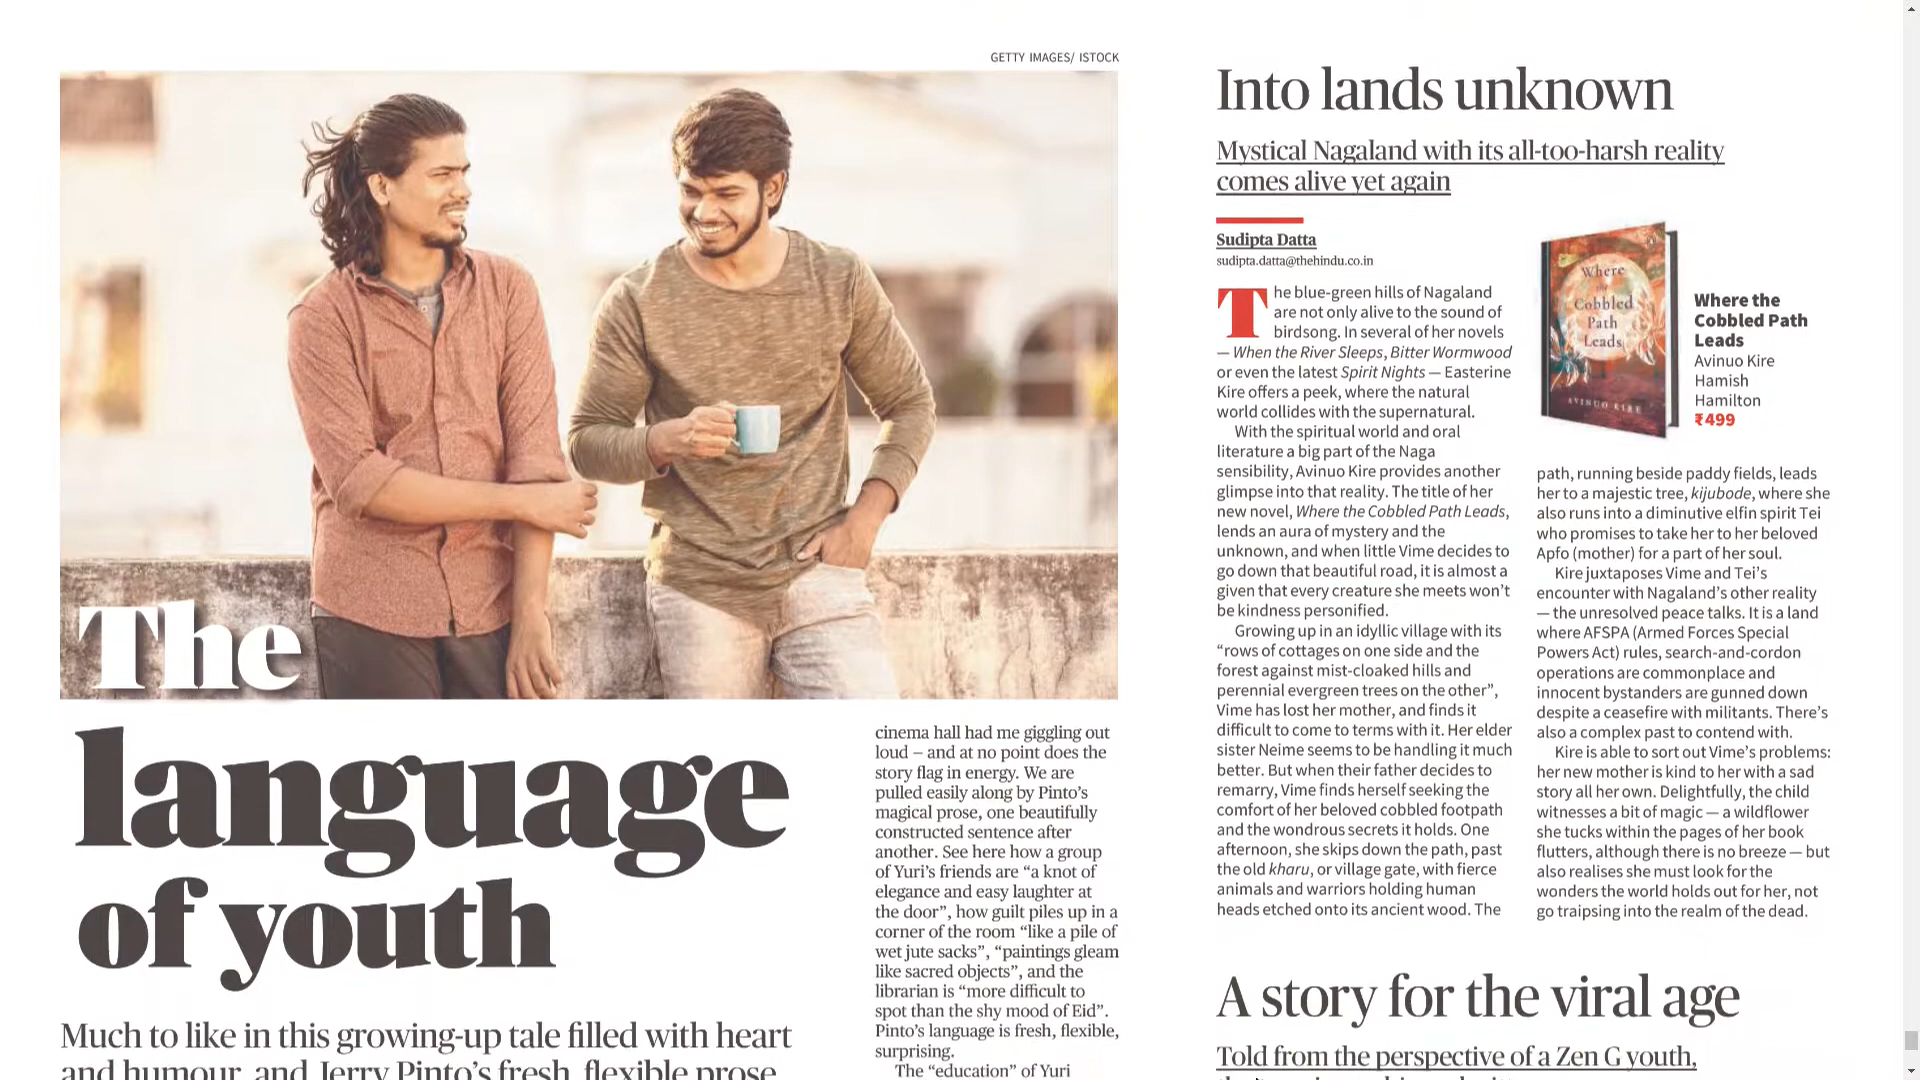 GETTY IMAGES/ ISTOCK
The
language
of youth
Much to like in this growing-up tale filled with heart
and humour, and Jerry Pinto's fresh, flexible prose
cinema hall had me giggling out
loud – and at no point does the
story flag in energy. We are
pulled easily along by Pinto's
magical prose, one beautifully
constructed sentence after
another. See here how a group
of Yuri's friends are “a knot of
elegance and easy laughter at
the door”, how guilt piles up in a
corner of the room “like a pile of
wet jute sacks”, “paintings gleam
like sacred objects”, and the
librarian is “more difficult to
spot than the shy mood of Eid”.
Pinto's language is fresh, flexible,
surprising.
The “education” of Yuri
Into lands unknown
Mystical Nagaland with its all-too-harsh reality
comes alive yet again
Sudipta Datta
sudipta.datta@thehindu.co.in
The blue-green hills of Nagaland
are not only alive to the sound of
birdsong. In several of her novels
— When the River Sleeps, Bitter Wormwood
or even the latest Spirit Nights — Easterine
Kire offers a peek, where the natural
world collides with the supernatural.
With the spiritual world and oral
literature a big part of the Naga
sensibility, Avinuo Kire provides another
glimpse into that reality. The title of her
new novel, Where the Cobbled Path Leads,
lends an aura of mystery and the
unknown, and when little Vime decides to
go down that beautiful road, it is almost a
given that every creature she meets won't
be kindness personified.
Growing up in an idyllic village with its
“rows of cottages on one side and the
forest against mist-cloaked hills and
perennial evergreen trees on the other”,
Vime has lost her mother, and finds it
difficult to come to terms with it. Her elder
sister Neime seems to be handling it much
better. But when their father decides to
remarry, Vime finds herself seeking the
comfort of her beloved cobbled footpath
and the wondrous secrets it holds. One
afternoon, she skips down the path, past
the old kharu, or village gate, with fierce
animals and warriors holding human
heads etched onto its ancient wood. The
Where
the
Cobbled
Path
Leads
AVINUO KIRE
Where the
Cobbled Path
Leads
Avinuo Kire
Hamish
Hamilton
₹499
path, running beside paddy fields, leads
her to a majestic tree, kijubode, where she
also runs into a diminutive elfin spirit Tei
who promises to take her to her beloved
Apfo (mother) for a part of her soul.
Kire juxtaposes Vime and Tei's
encounter with Nagaland's other reality
— the unresolved peace talks. It is a land
where AFSPA (Armed Forces Special
Powers Act) rules, search-and-cordon
operations are commonplace and
innocent bystanders are gunned down
despite a ceasefire with militants. There's
also a complex past to contend with.
Kire is able to sort out Vime's problems:
her new mother is kind to her with a sad
story all her own. Delightfully, the child
witnesses a bit of magic — a wildflower
she tucks within the pages of her book
flutters, although there is no breeze — but
also realises she must look for the
wonders the world holds out for her, not
go traipsing into the realm of the dead.
A story for the viral age
Told from the perspective of a Zen G youth,